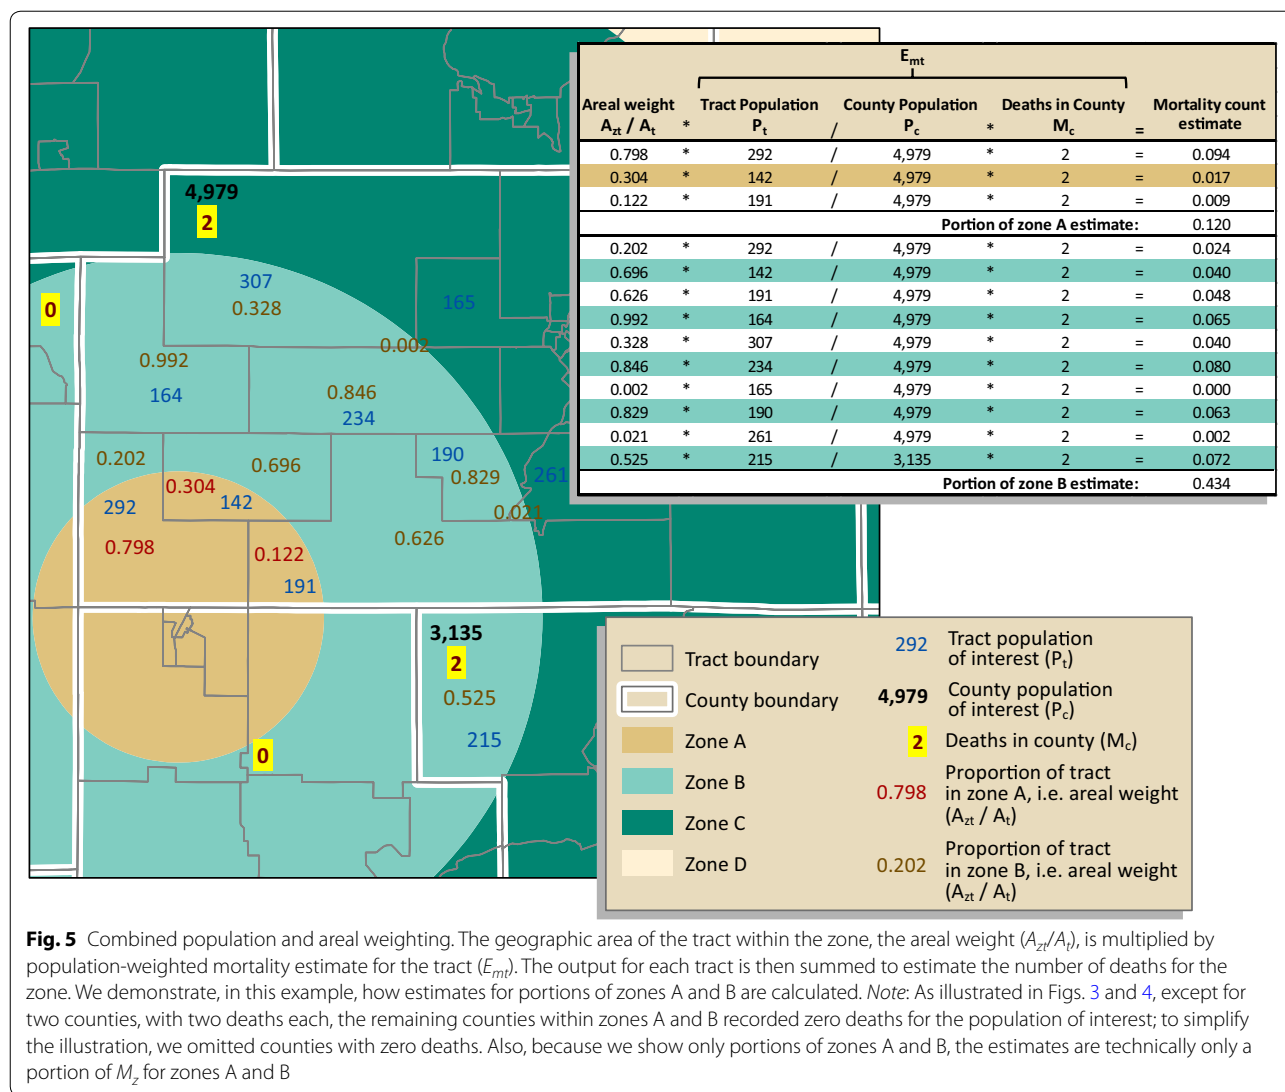 E_mt
Areal weight Tract Population County Population Deaths in County Mortality count
A_zt / A_t * P_t / P_c * M_c = estimate
0.798 * 292 / 4,979 * 2 = 0.094
0.304 * 142 / 4,979 * 2 = 0.017
0.122 * 191 / 4,979 * 2 = 0.009
Portion of zone A estimate: 0.120
0.202 * 292 / 4,979 * 2 = 0.024
0.696 * 142 / 4,979 * 2 = 0.040
0.626 * 191 / 4,979 * 2 = 0.048
0.992 * 164 / 4,979 * 2 = 0.065
0.328 * 307 / 4,979 * 2 = 0.040
0.846 * 234 / 4,979 * 2 = 0.080
0.002 * 165 / 4,979 * 2 = 0.000
0.829 * 190 / 4,979 * 2 = 0.063
0.021 * 261 / 4,979 * 2 = 0.002
0.525 * 215 / 3,135 * 2 = 0.072
Portion of zone B estimate: 0.434
4,979
2
307
0
0.328
165
0.002
0.992
0.846
164
234
0.202
0.696
190
0.829
261
0.304
292
142
0.021
0.798
0.122
0.626
191
3,135
2
0.525
215
0
Tract boundary
County boundary
Zone A
Zone B
Zone C
Zone D
292 Tract population
of interest (P_t)
4,979 County population
of interest (P_c)
2 Deaths in county (M_c)
0.798 Proportion of tract
in zone A, i.e. areal weight
(A_zt / A_t)
0.202 Proportion of tract
in zone B, i.e. areal weight
(A_zt / A_t)
Fig. 5 Combined population and areal weighting. The geographic area of the tract within the zone, the areal weight (A_zt/A_t), is multiplied by
population-weighted mortality estimate for the tract (E_mt). The output for each tract is then summed to estimate the number of deaths for the
zone. We demonstrate, in this example, how estimates for portions of zones A and B are calculated. Note: As illustrated in Figs. 3 and 4, except for
two counties, with two deaths each, the remaining counties within zones A and B recorded zero deaths for the population of interest; to simplify
the illustration, we omitted counties with zero deaths. Also, because we show only portions of zones A and B, the estimates are technically only a
portion of M_z for zones A and B